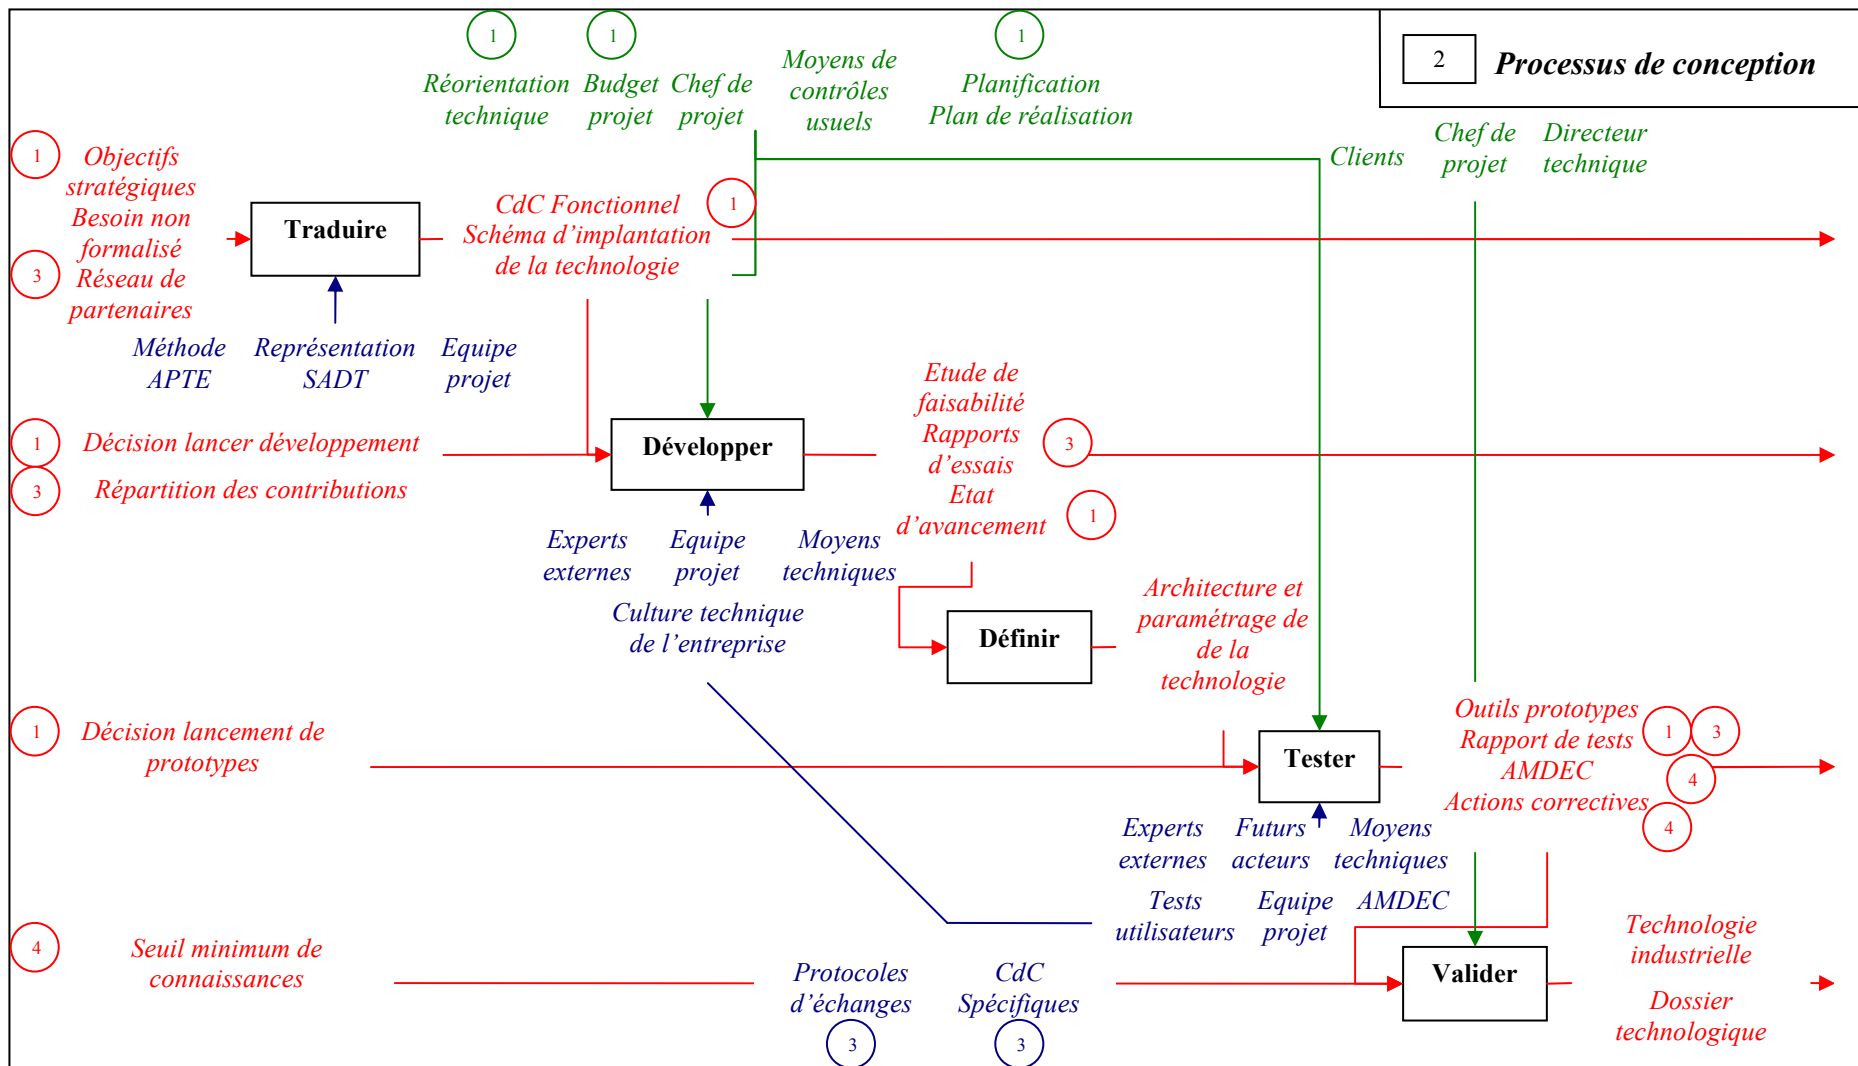 1
1
1
2
Processus de conception
Réorientation
technique
Budget
projet
Chef de
projet
Moyens de
contrôles
usuels
Planification
Plan de réalisation
Clients
Chef de
projet
Directeur
technique
1
Objectifs
stratégiques
Besoin non
formalisé
3
Réseau de
partenaires
Traduire
CdC Fonctionnel
1
Schéma d’implantation
de la technologie
Méthode
APTE
Représentation
SADT
Equipe
projet
1
Décision lancer développement
3
Répartition des contributions
Développer
Etude de
faisabilité
Rapports
d’essais
3
Etat
d’avancement
1
Experts
externes
Equipe
projet
Moyens
techniques
Culture technique
de l’entreprise
Définir
Architecture et
paramétrage de
de la
technologie
1
Décision lancement de
prototypes
Tester
Outils prototypes
Rapport de tests
1
3
AMDEC
4
Actions correctives
4
Experts
externes
Futurs
acteurs
Moyens
techniques
Tests
utilisateurs
Equipe
projet
AMDEC
4
Seuil minimum de
connaissances
Protocoles
d’échanges
3
CdC
Spécifiques
3
Valider
Technologie
industrielle
Dossier
technologique